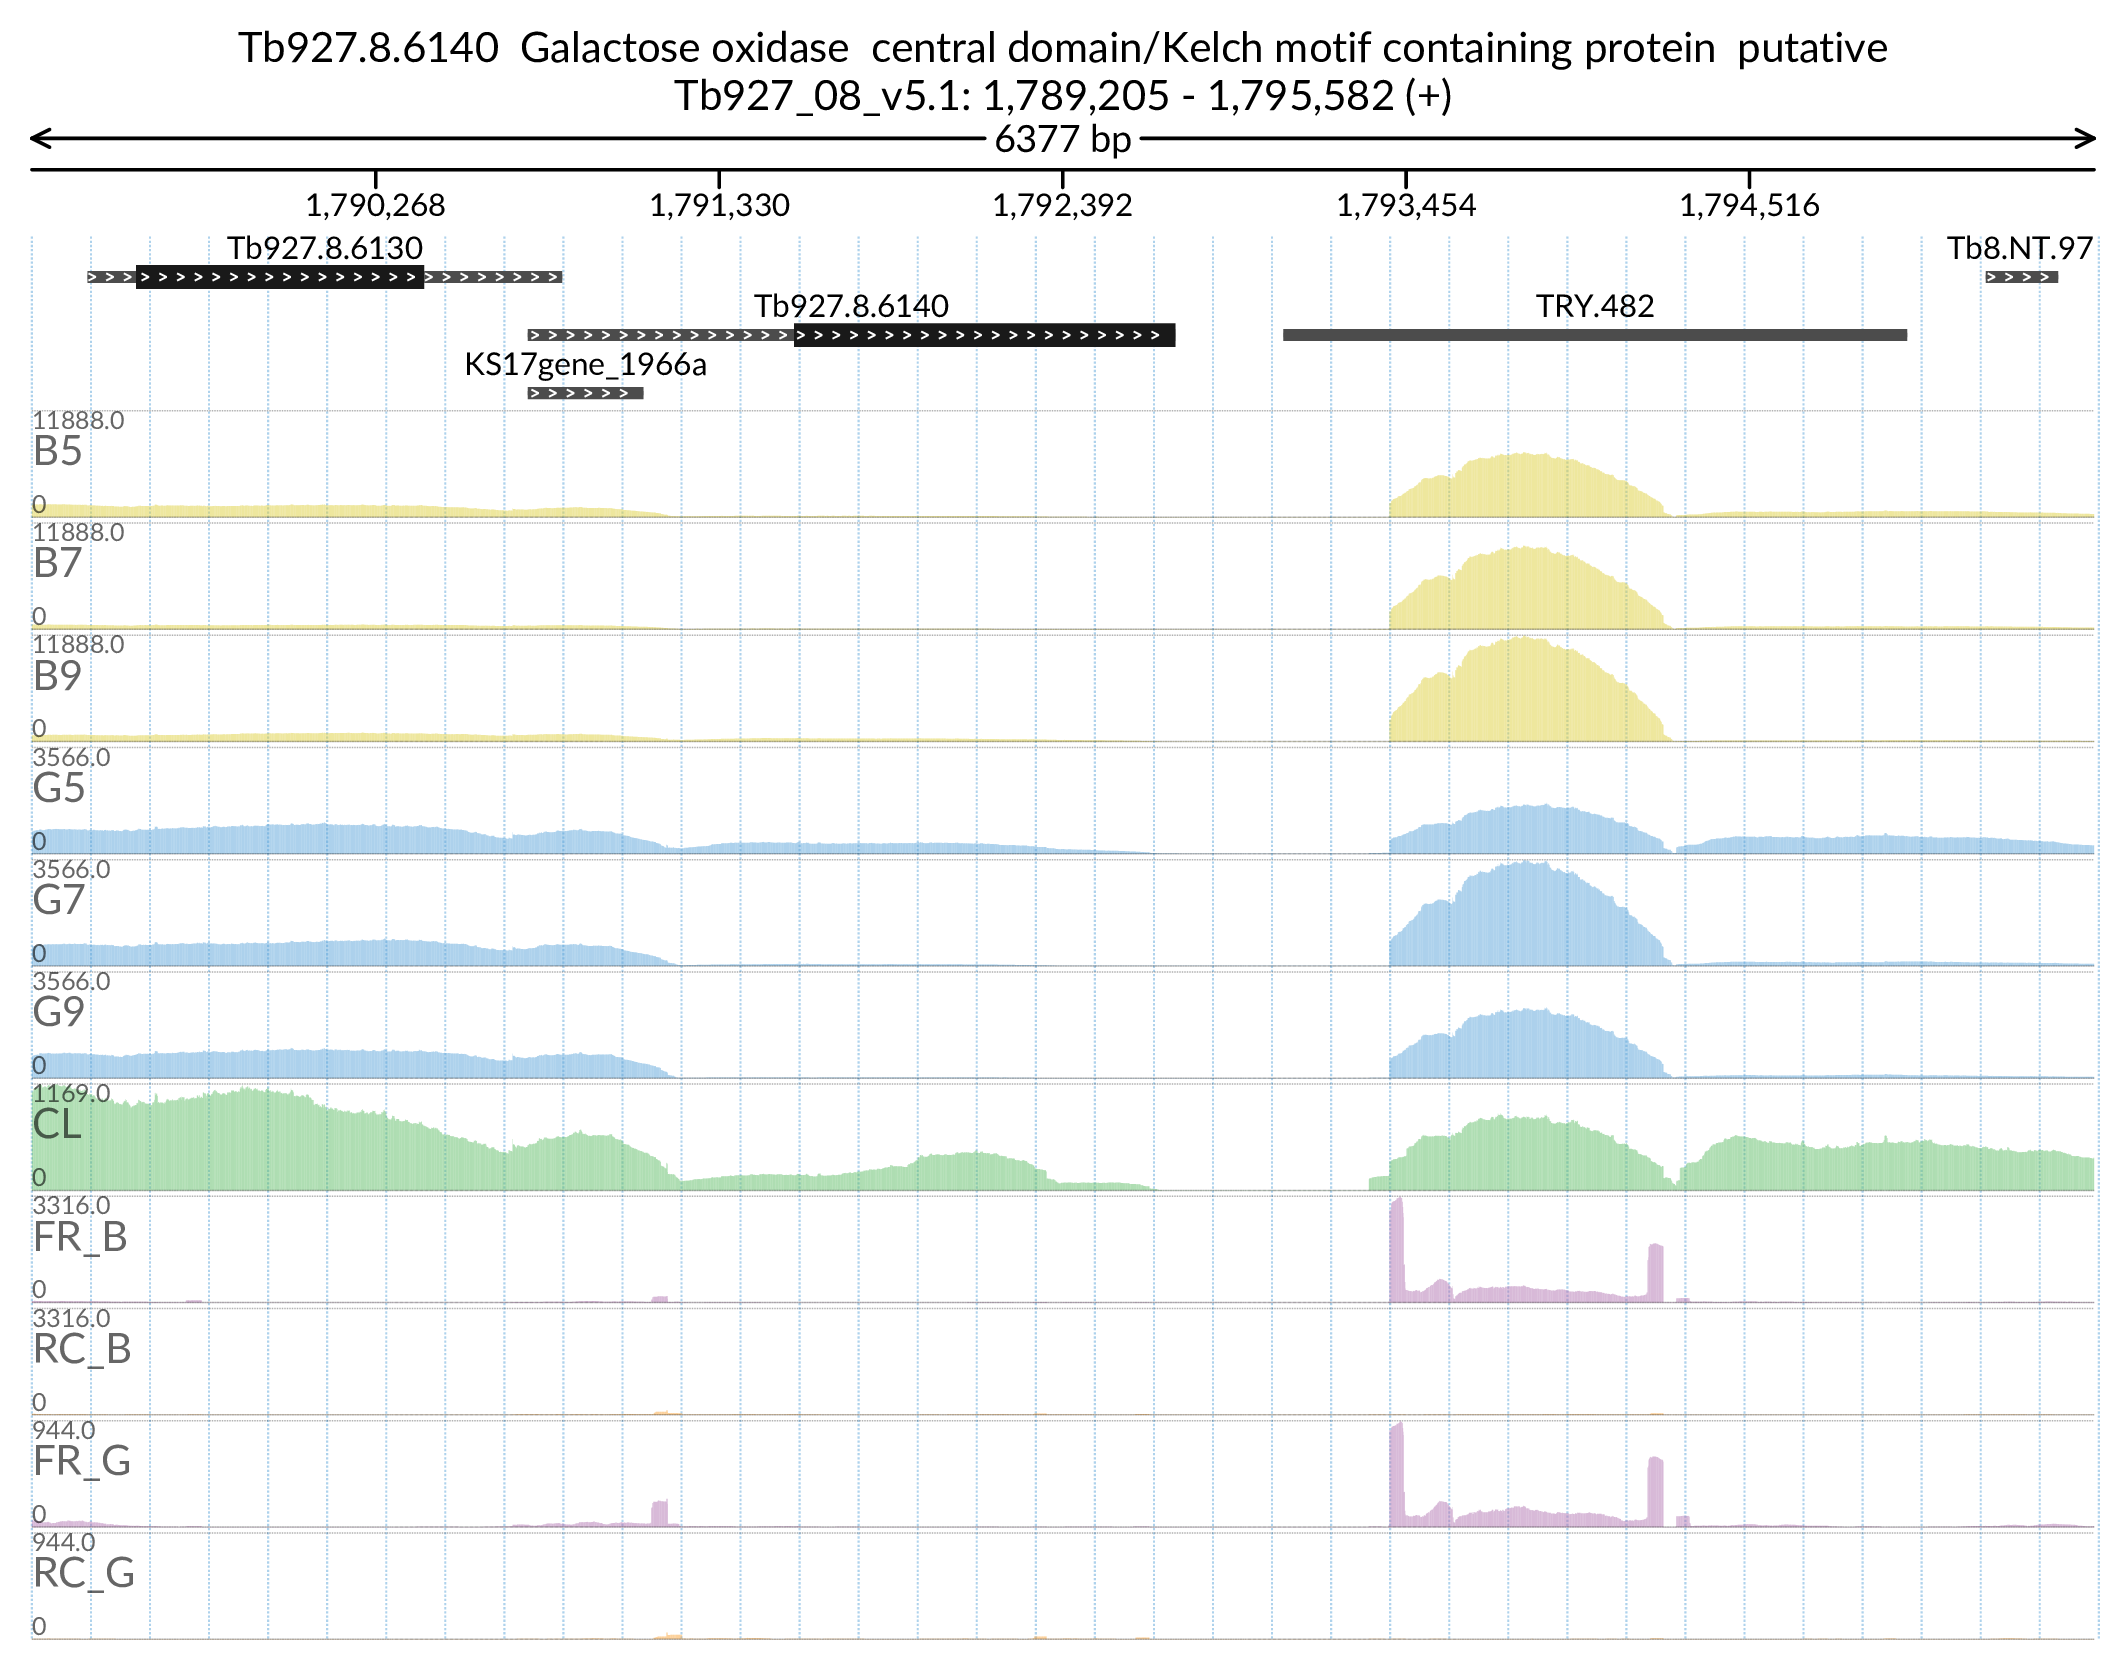 Tb927.8.6140  Galactose oxidase  central domain/Kelch motif containing protein  putative
Tb927_08_v5.1: 1,789,205 - 1,795,582 (+)
6377 bp
1,790,268 1,791,330 1,792,392 1,793,454 1,794,516
Tb927.8.6130 Tb8.NT.97
Tb927.8.6140 TRY.482
KS17gene_1966a
11888.0
B5
0
11888.0
B7
0
11888.0
B9
0
3566.0
G5
0
3566.0
G7
0
3566.0
G9
0
1169.0
CL
0
3316.0
FR_B
0
3316.0
RC_B
0
944.0
FR_G
0
944.0
RC_G
0